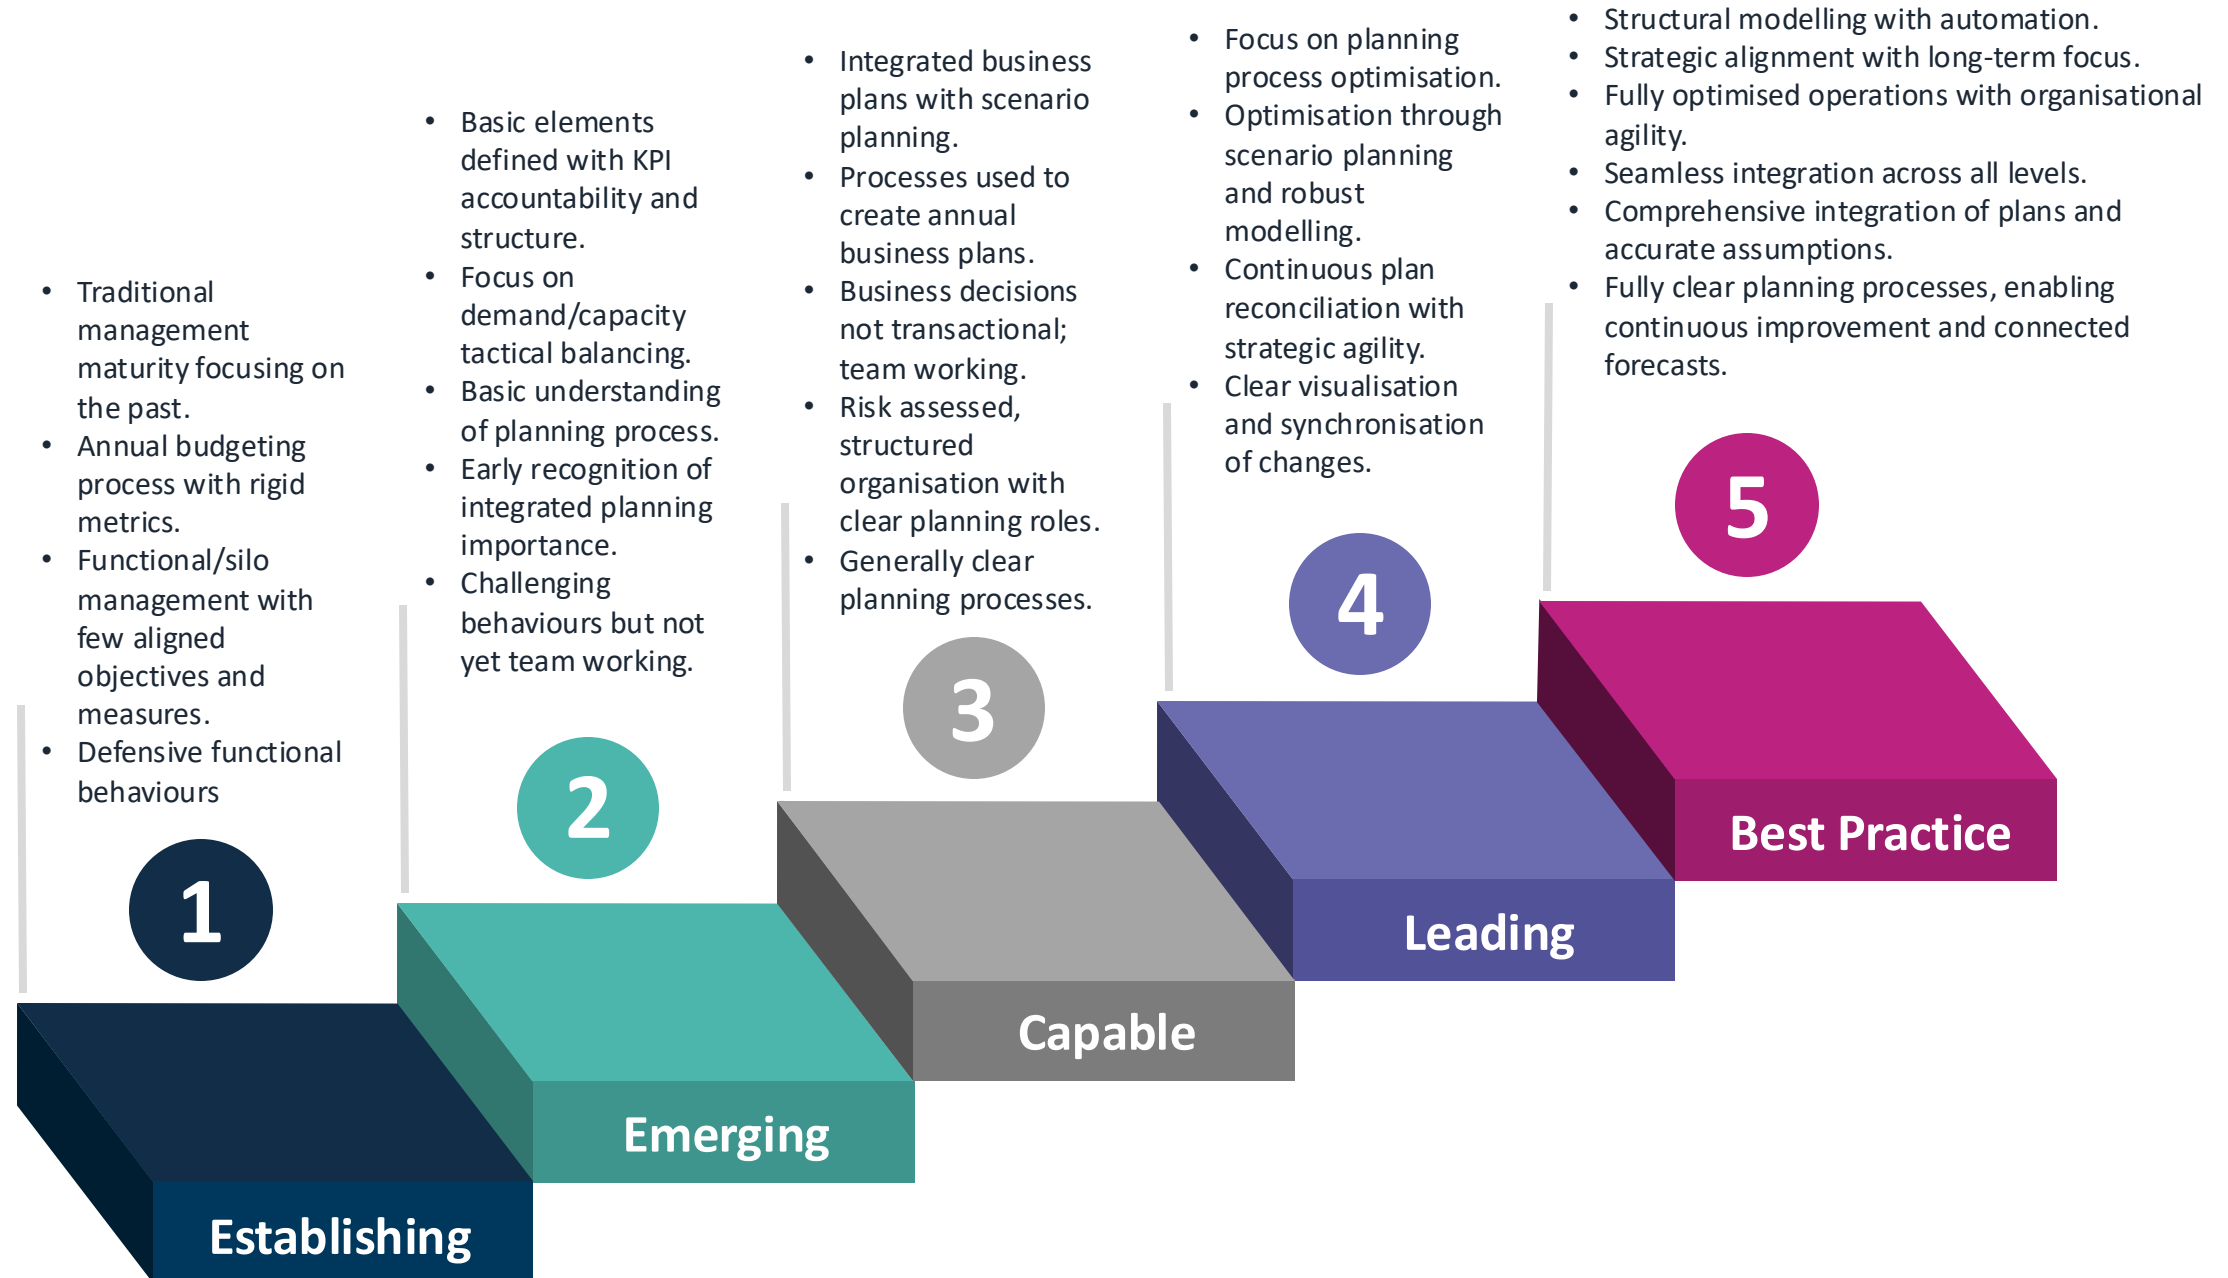 • Traditional
management
maturity focusing on
the past.
• Annual budgeting
process with rigid
metrics.
• Functional/silo
management with
few aligned
objectives and
measures.
• Defensive functional
behaviours
1
Establishing
• Basic elements
defined with KPI
accountability and
structure.
• Focus on
demand/capacity
tactical balancing.
• Basic understanding
of planning process.
• Early recognition of
integrated planning
importance.
• Challenging
behaviours but not
yet team working.
2
Emerging
• Integrated business
plans with scenario
planning.
• Processes used to
create annual
business plans.
• Business decisions
not transactional;
team working.
• Risk assessed,
structured
organisation with
clear planning roles.
• Generally clear
planning processes.
3
Capable
• Focus on planning
process optimisation.
• Optimisation through
scenario planning
and robust
modelling.
• Continuous plan
reconciliation with
strategic agility.
• Clear visualisation
and synchronisation
of changes.
4
Leading
• Structural modelling with automation.
• Strategic alignment with long-term focus.
• Fully optimised operations with organisational
agility.
• Seamless integration across all levels.
• Comprehensive integration of plans and
accurate assumptions.
• Fully clear planning processes, enabling
continuous improvement and connected
forecasts.
5
Best Practice